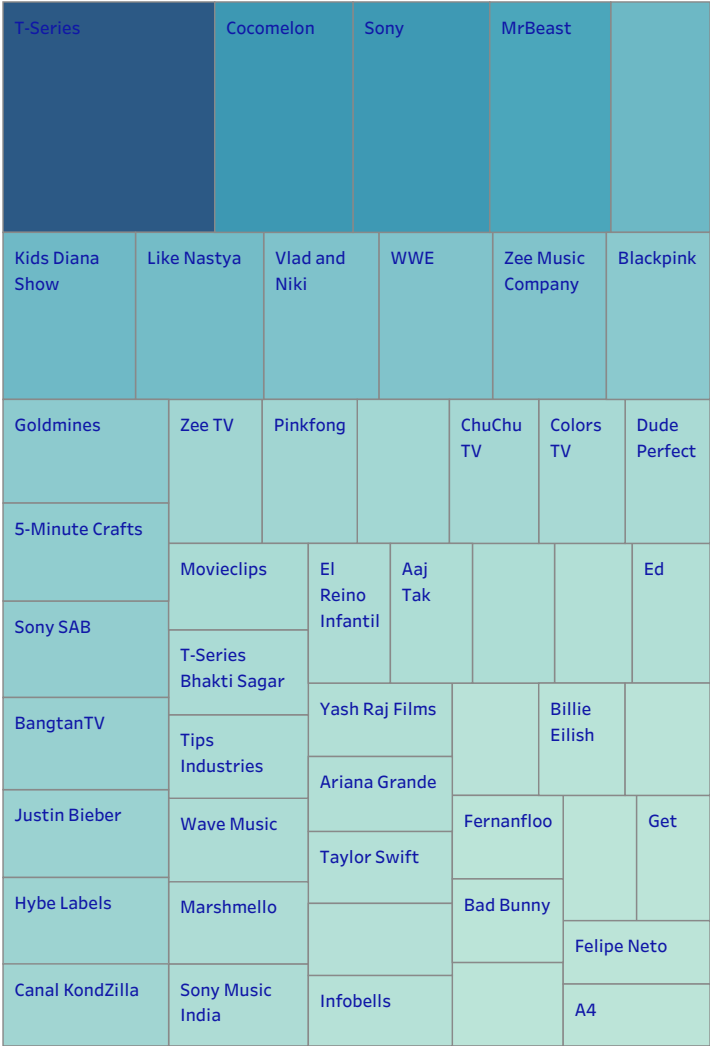 T-Series
Cocomelon
Sony
MrBeast
Kids Diana
Show
Like Nastya
Vlad and
Niki
WWE
Zee Music
Company
Blackpink
Goldmines
5-Minute Crafts
Sony SAB
BangtanTV
Justin Bieber
Hybe Labels
Canal KondZilla
Zee TV
Pinkfong
ChuChu
TV
Colors
TV
Dude
Perfect
Movieclips
T-Series
Bhakti Sagar
Tips
Industries
Wave Music
Marshmello
Sony Music
India
El
Reino
Infantil
Aaj
Tak
Ed
Yash Raj Films
Ariana Grande
Taylor Swift
Infobells
Billie
Eilish
Fernanfloo
Bad Bunny
Get
Felipe Neto
A4